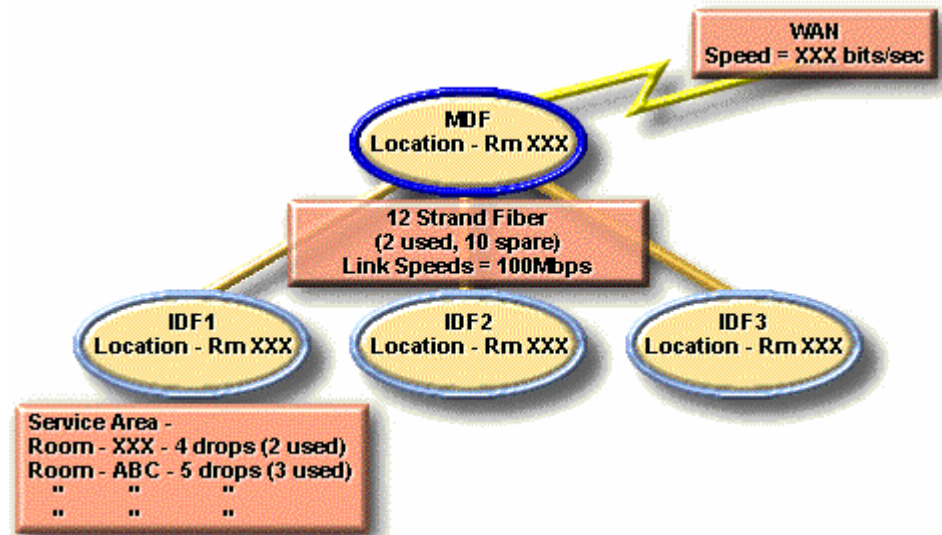 WAN
Speed = XXX bits/sec
MDF
Location - Rm XXX
12 Strand Fiber
(2 used, 10 spare)
Link Speeds = 100Mbps
IDF1
Location - Rm XXX
IDF2
Location - Rm XXX
IDF3
Location - Rm XXX
Service Area -
Room - XXX - 4 drops (2 used)
Room - ABC - 5 drops (3 used)
" " "
" " "